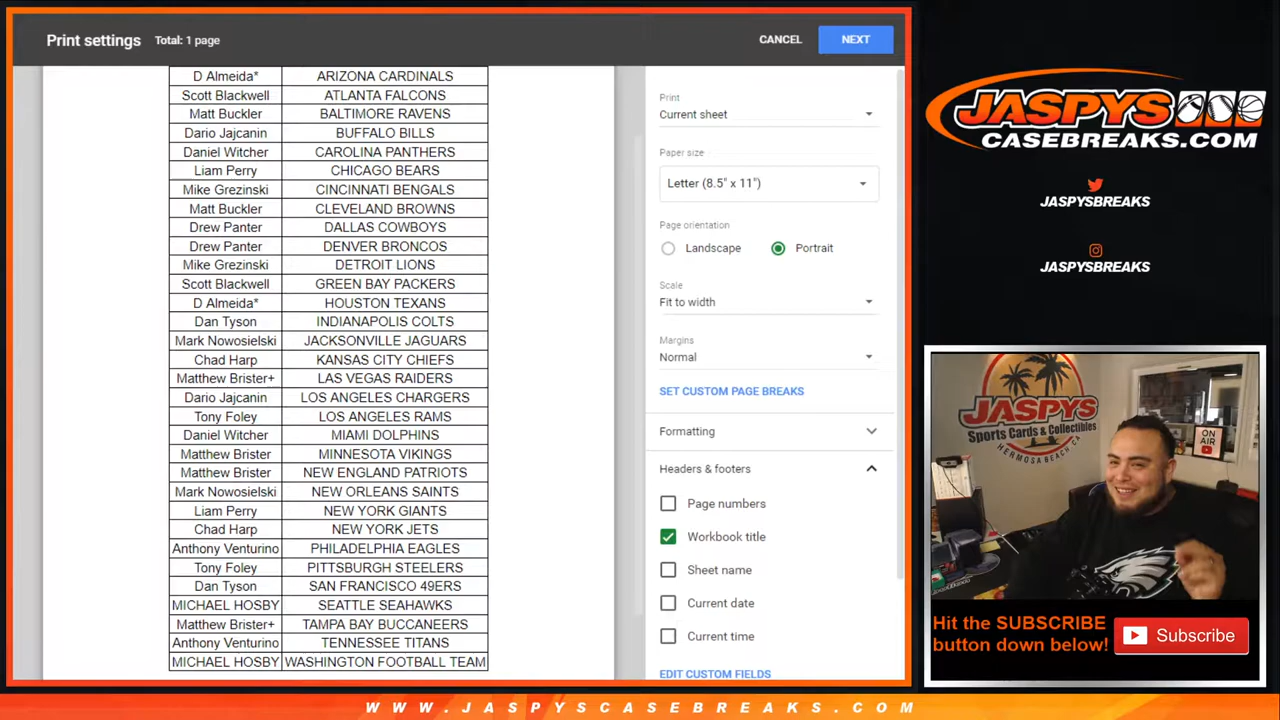 Print settings Total: 1 page CANCEL NEXT
D Almeida* ARIZONA CARDINALS
Scott Blackwell ATLANTA FALCONS
Matt Buckler BALTIMORE RAVENS
Dario Jajcanin BUFFALO BILLS
Daniel Witcher CAROLINA PANTHERS
Liam Perry CHICAGO BEARS
Mike Grezinski CINCINNATI BENGALS
Matt Buckler CLEVELAND BROWNS
Drew Panter DALLAS COWBOYS
Drew Panter DENVER BRONCOS
Mike Grezinski DETROIT LIONS
Scott Blackwell GREEN BAY PACKERS
D Almeida* HOUSTON TEXANS
Dan Tyson INDIANAPOLIS COLTS
Mark Nowosielski JACKSONVILLE JAGUARS
Chad Harp KANSAS CITY CHIEFS
Matthew Brister+ LAS VEGAS RAIDERS
Dario Jajcanin LOS ANGELES CHARGERS
Tony Foley LOS ANGELES RAMS
Daniel Witcher MIAMI DOLPHINS
Matthew Brister MINNESOTA VIKINGS
Matthew Brister NEW ENGLAND PATRIOTS
Mark Nowosielski NEW ORLEANS SAINTS
Liam Perry NEW YORK GIANTS
Chad Harp NEW YORK JETS
Anthony Venturino PHILADELPHIA EAGLES
Tony Foley PITTSBURGH STEELERS
Dan Tyson SAN FRANCISCO 49ERS
MICHAEL HOSBY SEATTLE SEAHAWKS
Matthew Brister+ TAMPA BAY BUCCANEERS
Anthony Venturino TENNESSEE TITANS
MICHAEL HOSBY WASHINGTON FOOTBALL TEAM
Print
Current sheet
Paper size
Letter (8.5" x 11")
Page orientation
Landscape Portrait
Scale
Fit to width
Margins
Normal
SET CUSTOM PAGE BREAKS
Formatting
Headers & footers
Page numbers
Workbook title
Sheet name
Current date
Current time
EDIT CUSTOM FIELDS
JASPYS
CASEBREAKS.COM
JASPYSBREAKS
JASPYSBREAKS
JASPYS
Sports Cards & Collectibles
HERMOSA BEACH CA
ON
AIR
Hit the SUBSCRIBE
button down below!
Subscribe
WWW.JASPYSCASEBREAKS.COM